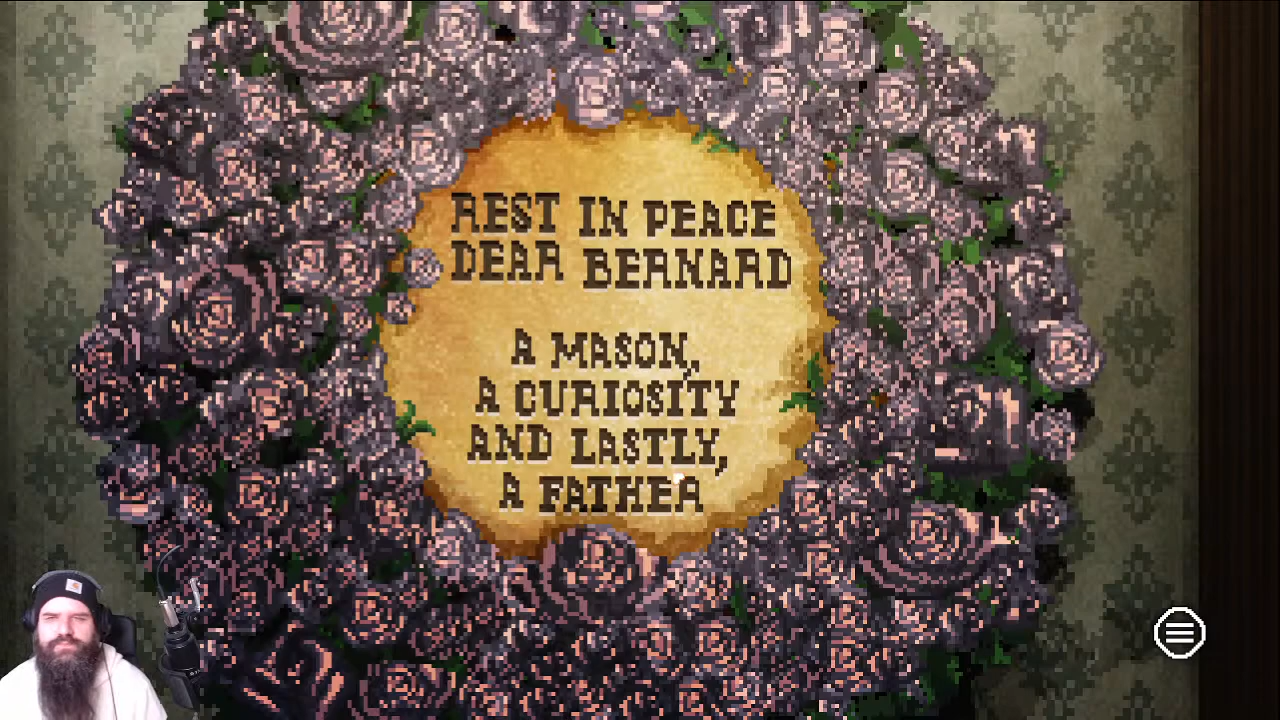 REST IN PEACE
DEAR BERNARD
A MASON,
A CURIOSITY
AND LASTLY,
A FATHER